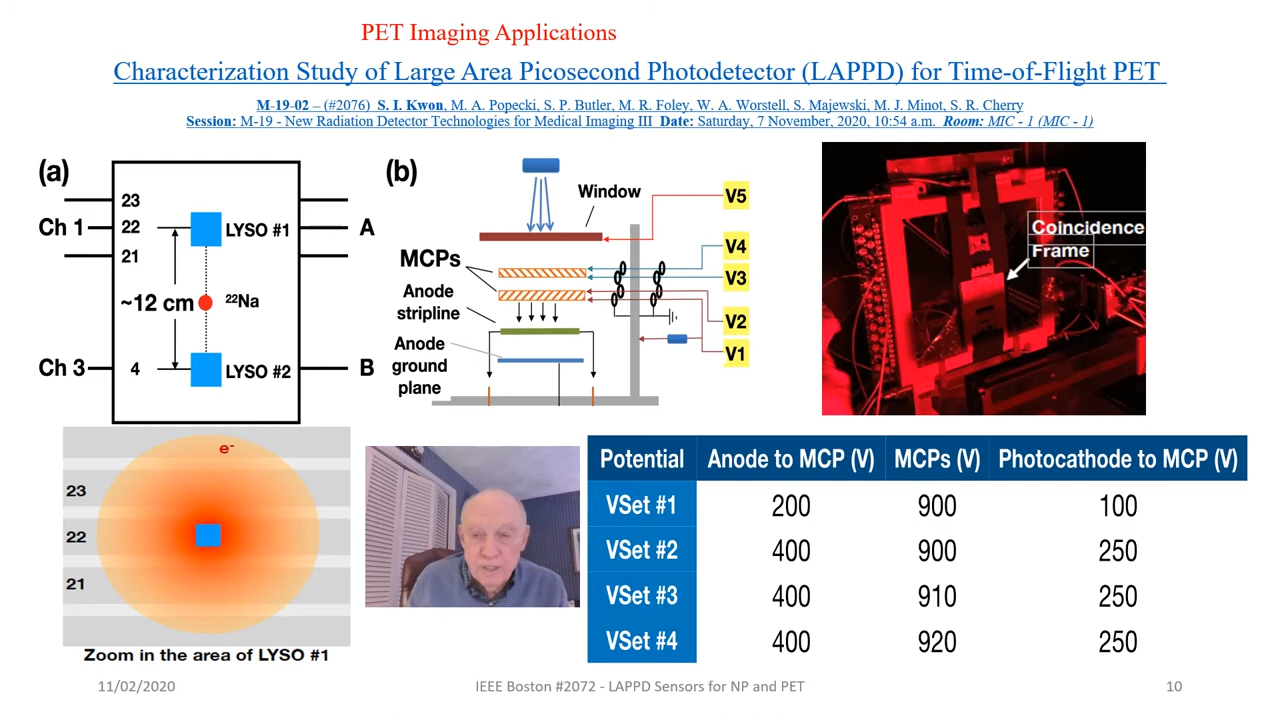 PET Imaging Applications
Characterization Study of Large Area Picosecond Photodetector (LAPPD) for Time-of-Flight PET
M-19-02 – (#2076) S. I. Kwon, M. A. Popecki, S. P. Butler, M. R. Foley, W. A. Worstell, S. Majewski, M. J. Minot, S. R. Cherry
Session: M-19 - New Radiation Detector Technologies for Medical Imaging III Date: Saturday, 7 November, 2020, 10:54 a.m. Room: MIC - 1 (MIC - 1)
(a)
23
Ch 1 22 LYSO #1 A
21
~12 cm 22Na
Ch 3 4 LYSO #2 B
(b)
Window
MCPs
Anode
stripline
Anode
ground
plane
V5
V4
V3
V2
V1
Coincidence
Frame
e-
23
22
21
Zoom in the area of LYSO #1
Potential Anode to MCP (V) MCPs (V) Photocathode to MCP (V)
VSet #1 200 900 100
VSet #2 400 900 250
VSet #3 400 910 250
VSet #4 400 920 250
11/02/2020 IEEE Boston #2072 - LAPPD Sensors for NP and PET 10